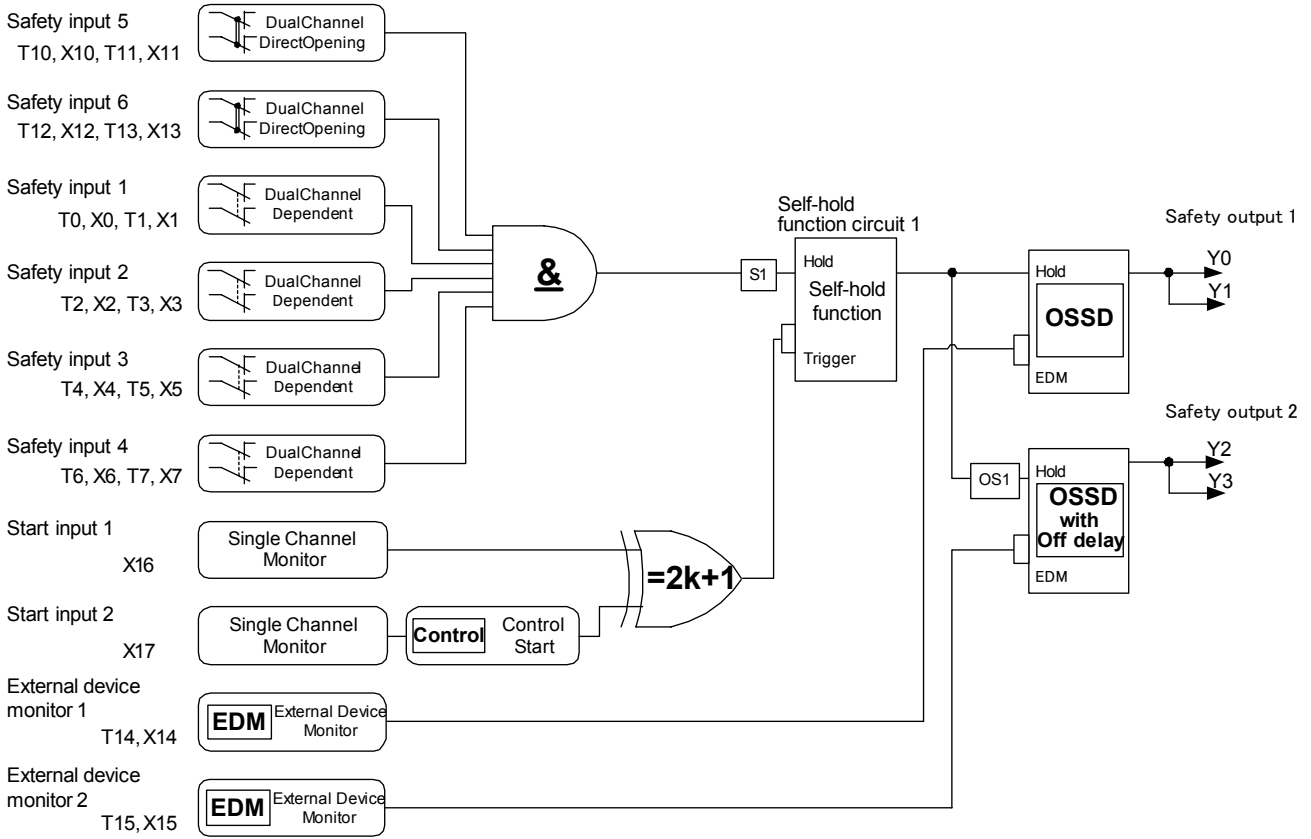 Safety input 5
T10, X10, T11, X11
DualChannel
DirectOpening
Safety input 6
T12, X12, T13, X13
DualChannel
DirectOpening
Safety input 1
T0, X0, T1, X1
DualChannel
Dependent
Safety input 2
T2, X2, T3, X3
DualChannel
Dependent
Safety input 3
T4, X4, T5, X5
DualChannel
Dependent
Safety input 4
T6, X6, T7, X7
DualChannel
Dependent
&
S1
Self-hold
function circuit 1
Hold
Self-hold
function
Trigger
Safety output 1
Hold
OSSD
EDM
Y0
Y1
Safety output 2
OS1
Hold
OSSD
with
Off delay
EDM
Y2
Y3
Start input 1
X16
Single Channel
Monitor
=2k+1
Start input 2
X17
Single Channel
Monitor
Control
Control
Start
External device
monitor 1
T14, X14
EDM
External Device
Monitor
External device
monitor 2
T15, X15
EDM
External Device
Monitor